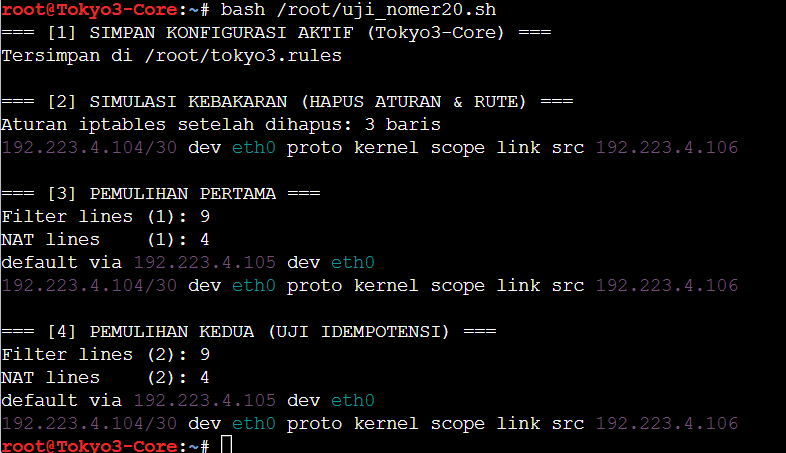 root@Tokyo3-Core:~# bash /root/uji_nomer20.sh
=== [1] SIMPAN KONFIGURASI AKTIF (Tokyo3-Core) ===
Tersimpan di /root/tokyo3.rules
=== [2] SIMULASI KEBAKARAN (HAPUS ATURAN & RUTE) ===
Aturan iptables setelah dihapus: 3 baris
192.223.4.104/30 dev eth0 proto kernel scope link src 192.223.4.106
=== [3] PEMULIHAN PERTAMA ===
Filter lines (1): 9
NAT lines    (1): 4
default via 192.223.4.105 dev eth0
192.223.4.104/30 dev eth0 proto kernel scope link src 192.223.4.106
=== [4] PEMULIHAN KEDUA (UJI IDEMPOTENSI) ===
Filter lines (2): 9
NAT lines    (2): 4
default via 192.223.4.105 dev eth0
192.223.4.104/30 dev eth0 proto kernel scope link src 192.223.4.106
root@Tokyo3-Core:~#